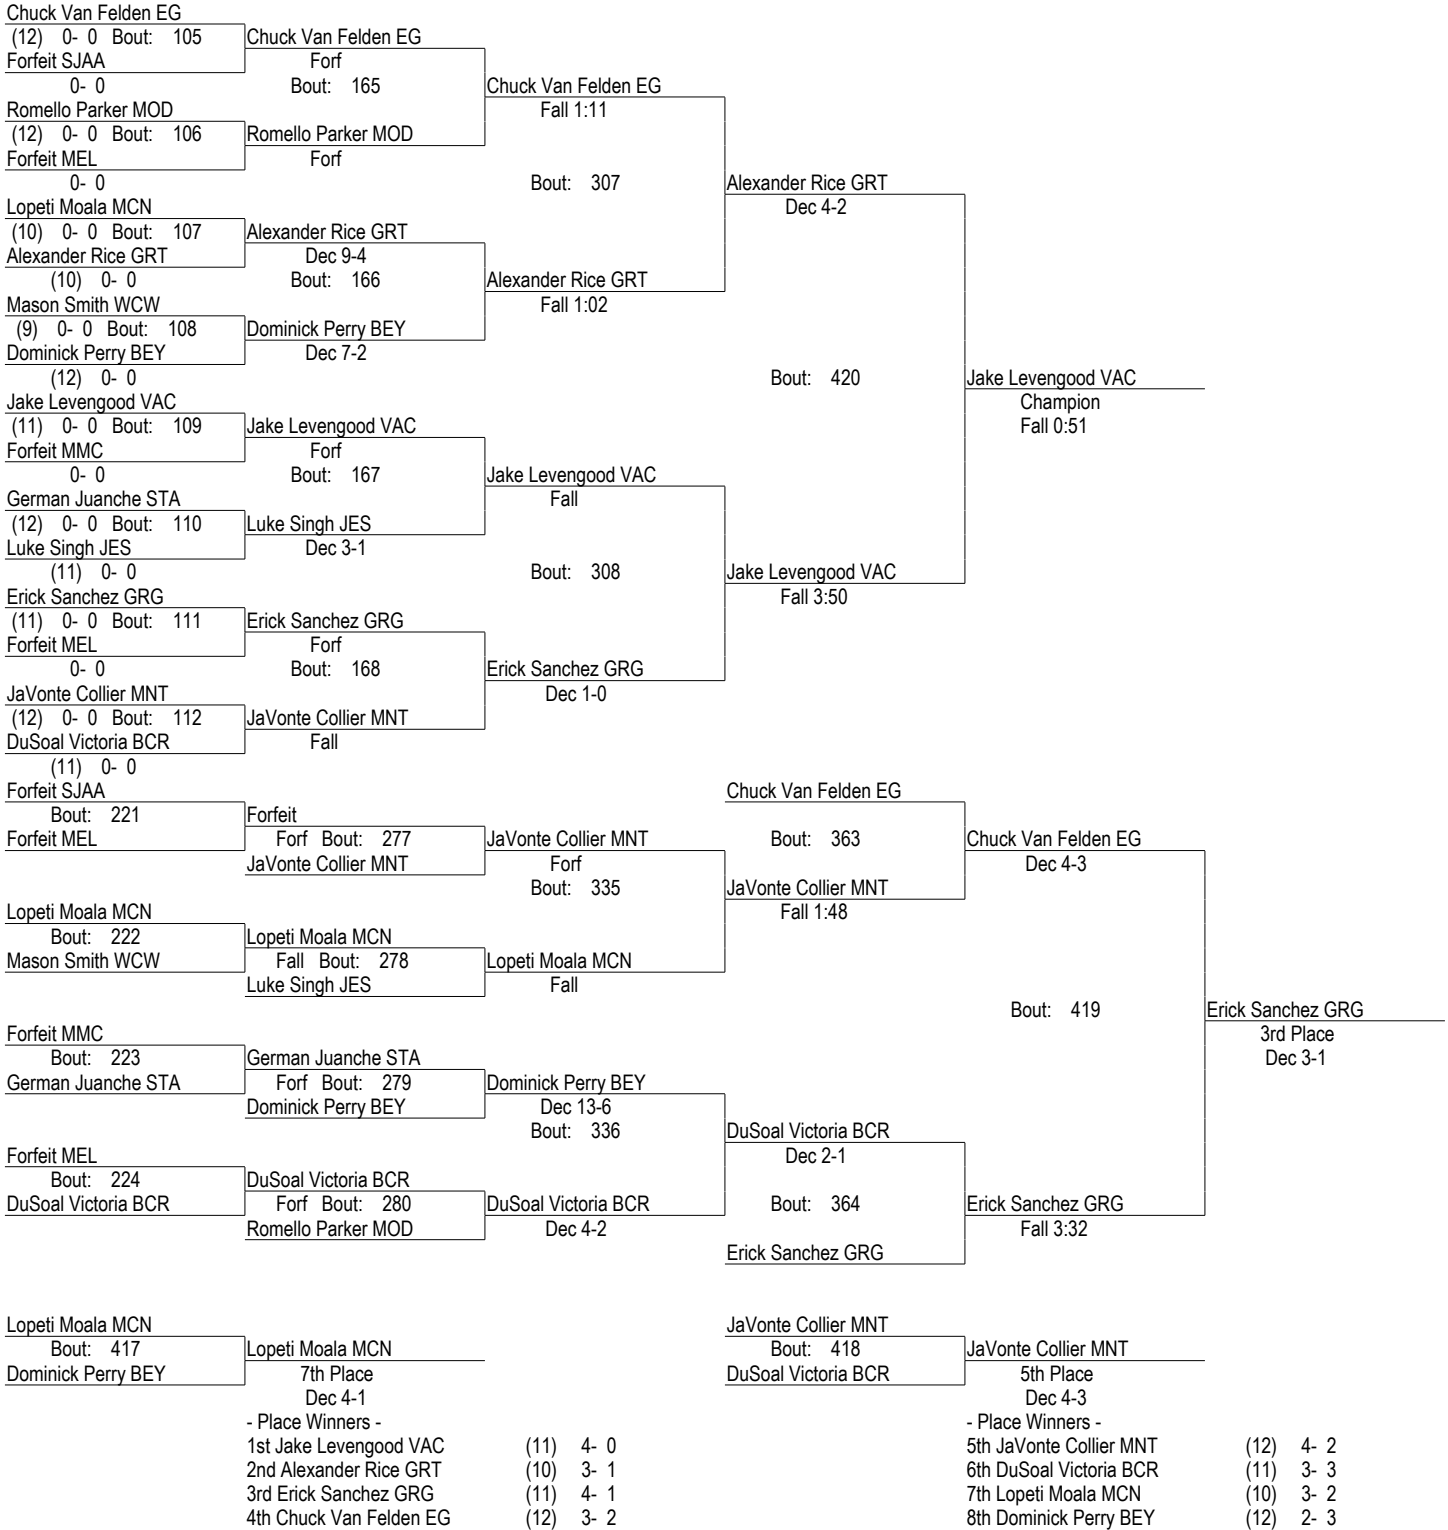 Chuck Van Felden EG
(12) 0- 0 Bout: 105 Chuck Van Felden EG
Forfeit SJAA Forf
0- 0 Bout: 165 Chuck Van Felden EG
Romello Parker MOD Fall 1:11
(12) 0- 0 Bout: 106 Romello Parker MOD
Forfeit MEL Forf
0- 0 Bout: 307 Alexander Rice GRT
Lopeti Moala MCN Dec 4-2
(10) 0- 0 Bout: 107 Alexander Rice GRT
Alexander Rice GRT Dec 9-4
(10) 0- 0 Bout: 166 Alexander Rice GRT
Mason Smith WCW Fall 1:02
(9) 0- 0 Bout: 108 Dominick Perry BEY
Dominick Perry BEY Dec 7-2
(12) 0- 0 Bout: 420 Jake Levengood VAC
Jake Levengood VAC Champion
(11) 0- 0 Bout: 109 Jake Levengood VAC Fall 0:51
Forfeit MMC Forf
0- 0 Bout: 167 Jake Levengood VAC
German Juanche STA Fall
(12) 0- 0 Bout: 110 Luke Singh JES
Luke Singh JES Dec 3-1
(11) 0- 0 Bout: 308 Jake Levengood VAC
Erick Sanchez GRG Fall 3:50
(11) 0- 0 Bout: 111 Erick Sanchez GRG
Forfeit MEL Forf
0- 0 Bout: 168 Erick Sanchez GRG
JaVonte Collier MNT Dec 1-0
(12) 0- 0 Bout: 112 JaVonte Collier MNT
DuSoal Victoria BCR Fall
(11) 0- 0
Forfeit SJAA Chuck Van Felden EG
Bout: 221 Forfeit
Forfeit MEL Forf Bout: 277 JaVonte Collier MNT Bout: 363 Chuck Van Felden EG
JaVonte Collier MNT Forf Dec 4-3
Bout: 335 JaVonte Collier MNT
Lopeti Moala MCN Fall 1:48
Bout: 222 Lopeti Moala MCN
Mason Smith WCW Fall Bout: 278 Lopeti Moala MCN
Luke Singh JES Fall
Bout: 419 Erick Sanchez GRG
Forfeit MMC 3rd Place
Bout: 223 German Juanche STA Dec 3-1
German Juanche STA Forf Bout: 279 Dominick Perry BEY
Dominick Perry BEY Dec 13-6
Bout: 336 DuSoal Victoria BCR
Forfeit MEL Dec 2-1
Bout: 224 DuSoal Victoria BCR
DuSoal Victoria BCR Forf Bout: 280 DuSoal Victoria BCR Bout: 364 Erick Sanchez GRG
Romello Parker MOD Dec 4-2 Fall 3:32
Erick Sanchez GRG
Lopeti Moala MCN JaVonte Collier MNT
Bout: 417 Lopeti Moala MCN Bout: 418 JaVonte Collier MNT
Dominick Perry BEY 7th Place DuSoal Victoria BCR 5th Place
Dec 4-1 Dec 4-3
- Place Winners - - Place Winners -
1st Jake Levengood VAC (11) 4- 0 5th JaVonte Collier MNT (12) 4- 2
2nd Alexander Rice GRT (10) 3- 1 6th DuSoal Victoria BCR (11) 3- 3
3rd Erick Sanchez GRG (11) 4- 1 7th Lopeti Moala MCN (10) 3- 2
4th Chuck Van Felden EG (12) 3- 2 8th Dominick Perry BEY (12) 2- 3